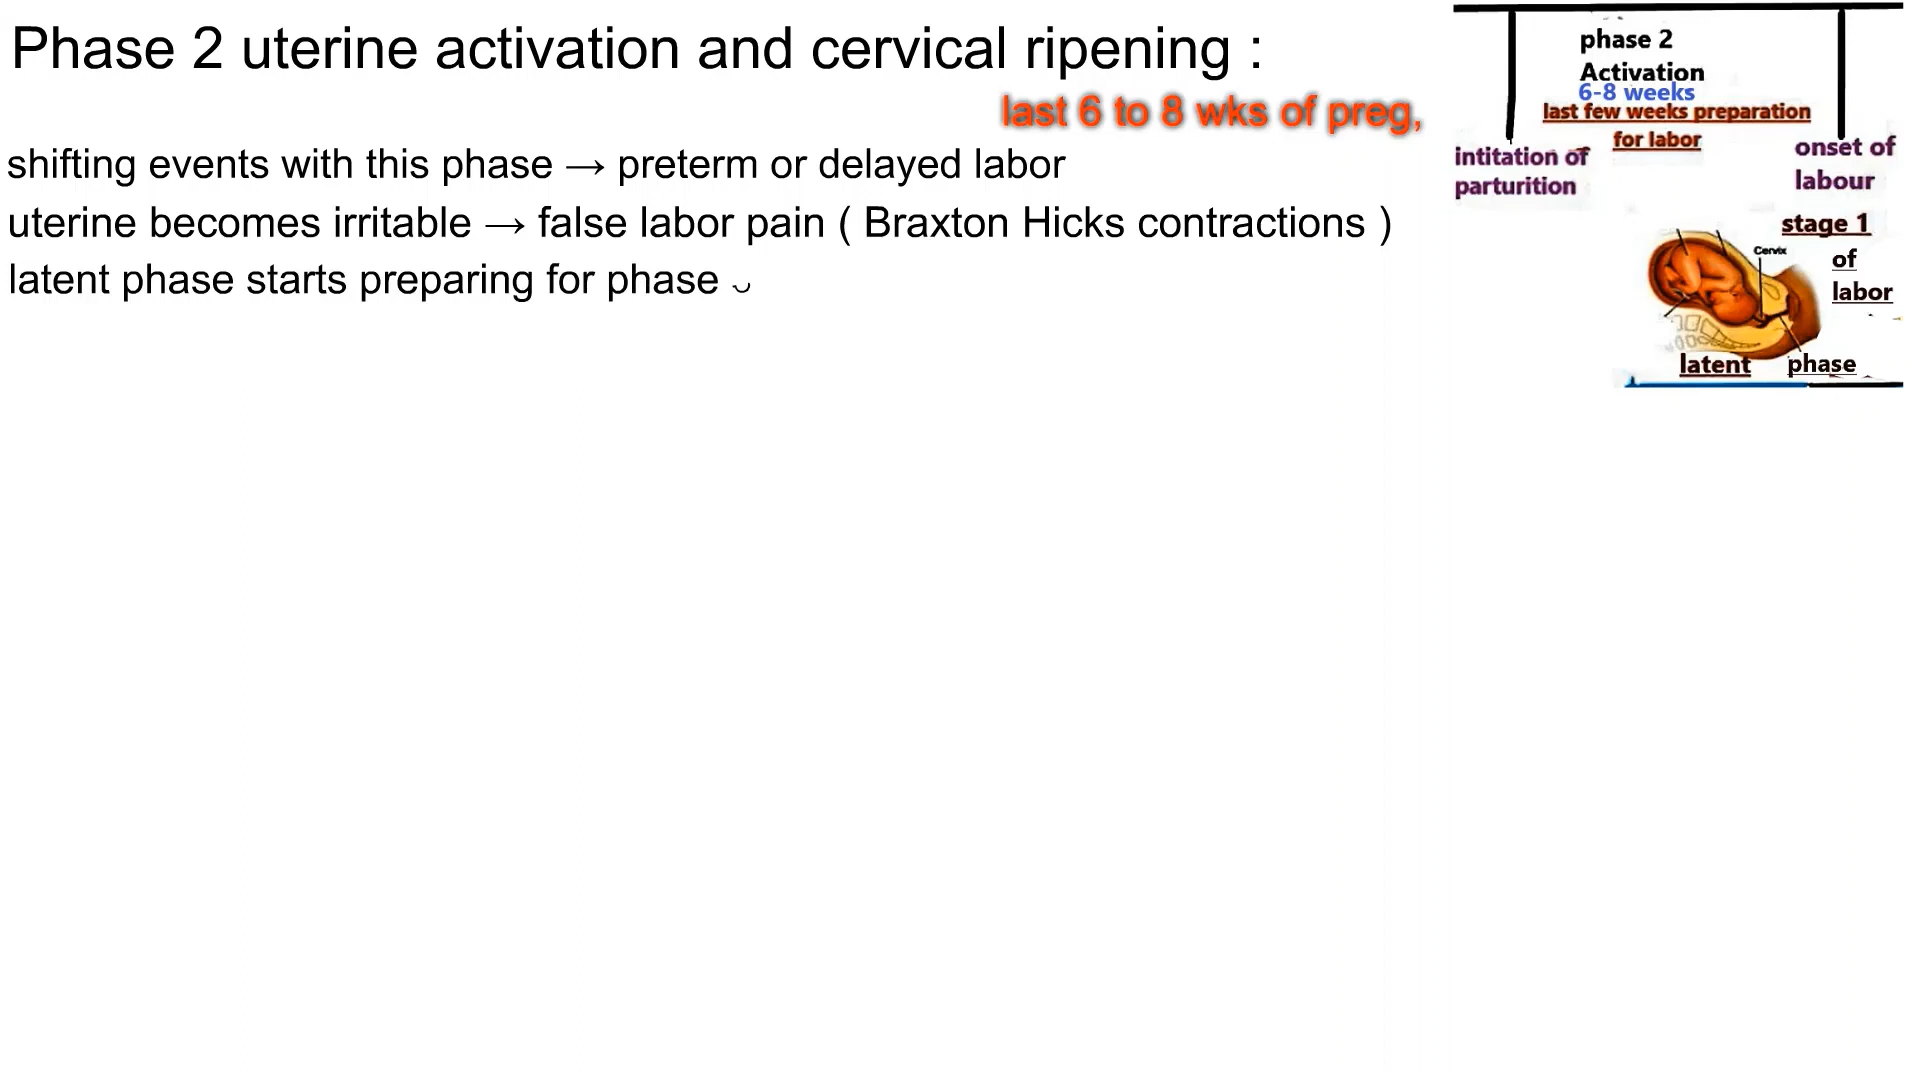 Phase 2 uterine activation and cervical ripening :
last 6 to 8 wks of preg,
shifting events with this phase → preterm or delayed labor
uterine becomes irritable → false labor pain ( Braxton Hicks contractions )
latent phase starts preparing for phase
phase 2
Activation
6-8 weeks
last few weeks preparation
for labor
intitation of
parturition
onset of
labour
stage 1
of
labor
Cervix
latent phase